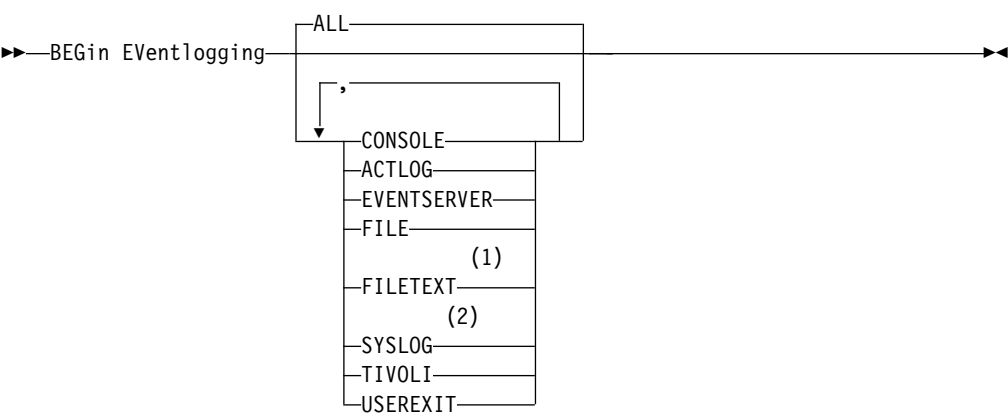 ALL
BEGin EVentlogging
,
CONSOLE
ACTLOG
EVENTSERVER
FILE
(1)
FILETEXT
(2)
SYSLOG
TIVOLI
USEREXIT